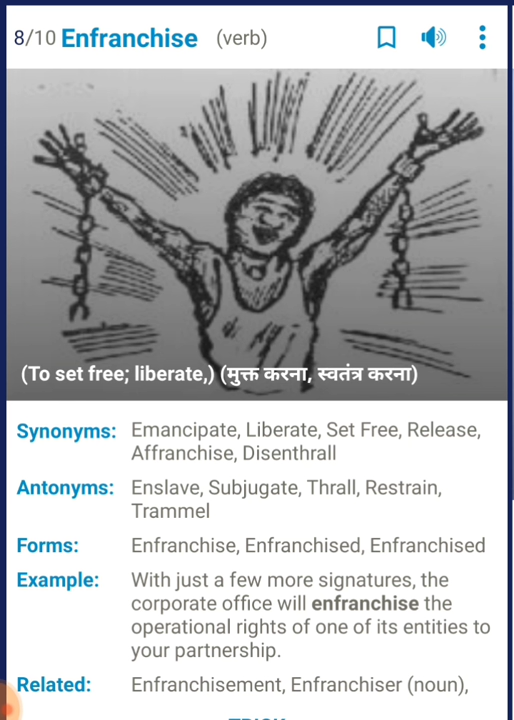 8/10 Enfranchise (verb)
(To set free; liberate,) (मुक्त करना, स्वतंत्र करना)
Synonyms: Emancipate, Liberate, Set Free, Release,
Affranchise, Disenthrall
Antonyms: Enslave, Subjugate, Thrall, Restrain,
Trammel
Forms: Enfranchise, Enfranchised, Enfranchised
Example: With just a few more signatures, the
corporate office will enfranchise the
operational rights of one of its entities to
your partnership.
Related: Enfranchisement, Enfranchiser (noun),